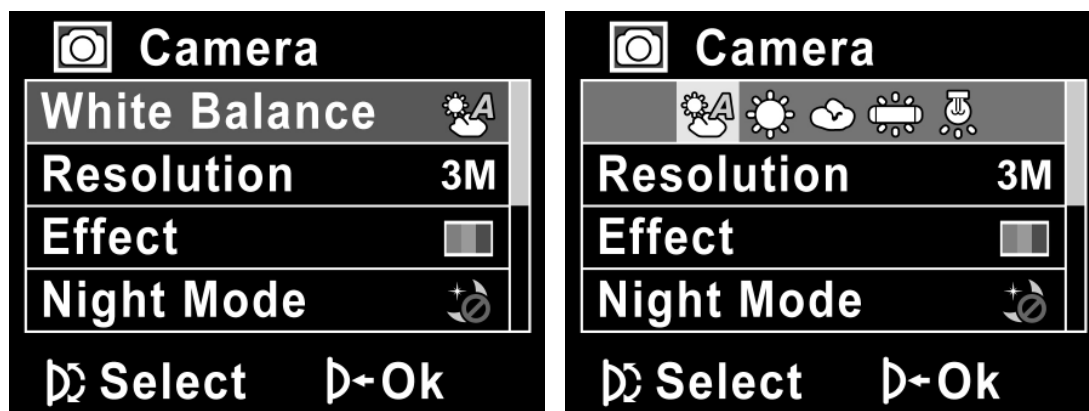 Camera
White Balance A
Resolution 3M
Effect
Night Mode
Select Ok
Camera
A
Resolution 3M
Effect
Night Mode
Select Ok